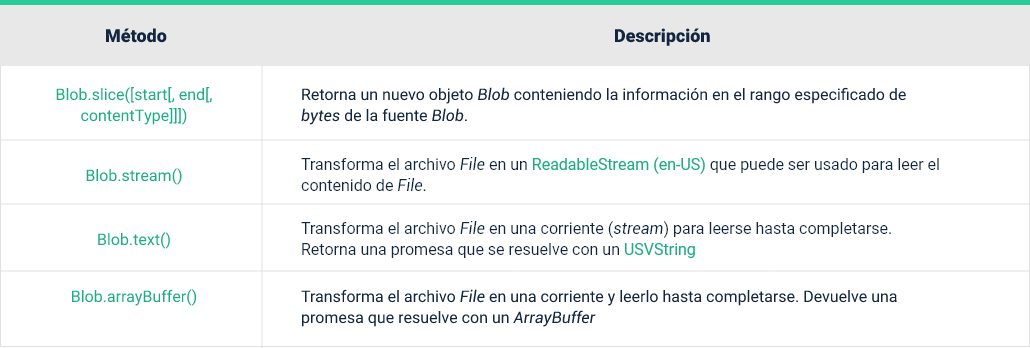 Método
Descripción
Blob.slice([start[, end[,
contentType]]])
Retorna un nuevo objeto Blob conteniendo la información en el rango especificado de
bytes de la fuente Blob.
Blob.stream()
Transforma el archivo File en un ReadableStream (en-US) que puede ser usado para leer el
contenido de File.
Blob.text()
Transforma el archivo File en una corriente (stream) para leerse hasta completarse.
Retorna una promesa que se resuelve con un USVString
Blob.arrayBuffer()
Transforma el archivo File en una corriente y leerlo hasta completarse. Devuelve una
promesa que resuelve con un ArrayBuffer